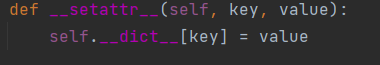 def __setattr__(self, key, value):
    self.__dict__[key] = value